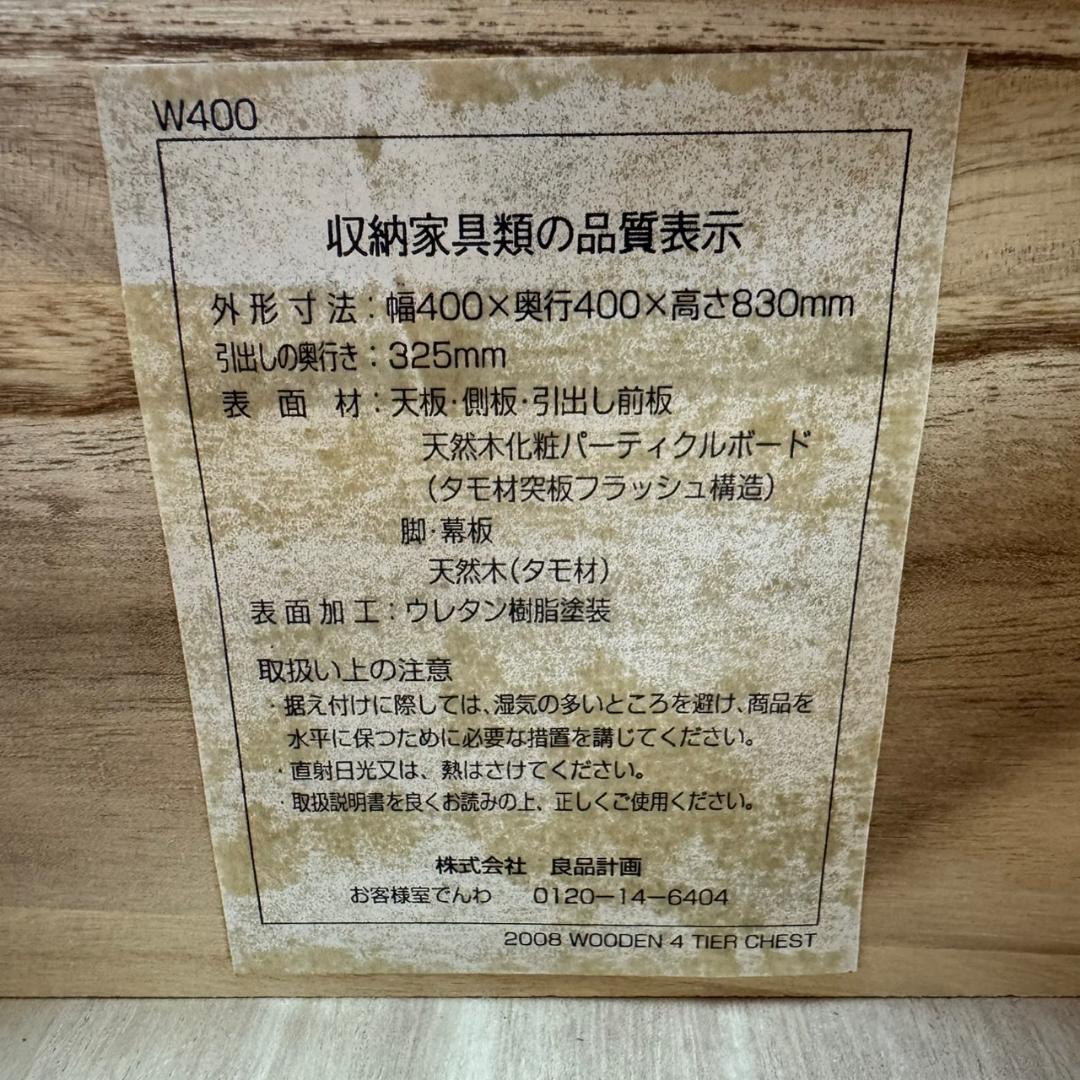 W400
収納家具類の品質表示
外形寸法：幅400×奥行400×高さ830mm
引出しの奥行き：325mm
表面材：天板・側板・引出し前板
天然木化粧パーティクルボード
（タモ材突板フラッシュ構造）
脚・幕板
天然木（タモ材）
表面加工：ウレタン樹脂塗装
取扱い上の注意
・据え付けに際しては、湿気の多いところを避け、商品を
水平に保つために必要な措置を講じてください。
・直射日光又は、熱はさけてください。
・取扱説明書を良くお読みの上、正しくご使用ください。
株式会社 良品計画
お客様室でんわ 0120-14-6404
2008 WOODEN 4 TIER CHEST